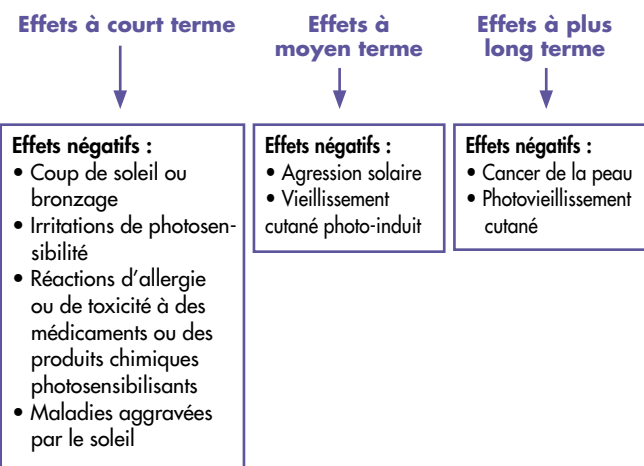 Effets à court terme
Effets négatifs :
• Coup de soleil ou
bronzage
• Irritations de photosen-
sibilité
• Réactions d'allergie
ou de toxicité à des
médicaments ou des
produits chimiques
photosensibilisants
• Maladies aggravées
par le soleil
Effets à
moyen terme
Effets négatifs :
• Agression solaire
• Vieillissement
cutané photo-induit
Effets à plus
long terme
Effets négatifs :
• Cancer de la peau
• Photovieillissement
cutané